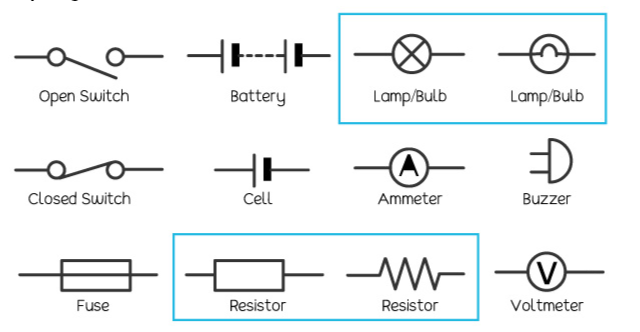 Open Switch
Battery
Lamp/Bulb
Lamp/Bulb
Closed Switch
Cell
A
Ammeter
Buzzer
Fuse
Resistor
Resistor
V
Voltmeter